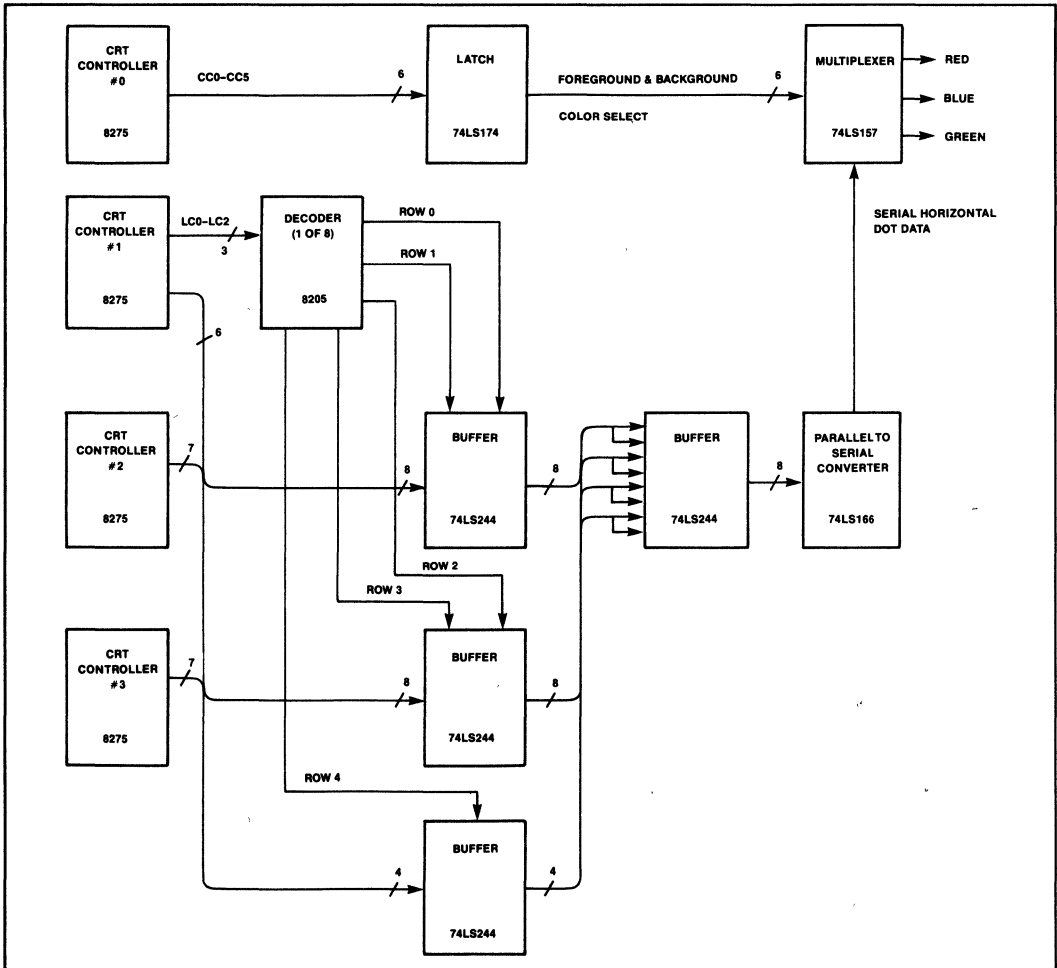 CRT
CONTROLLER
#0
8275
CC0-CC5
6
LATCH
74LS174
FOREGROUND & BACKGROUND
COLOR SELECT
6
MULTIPLEXER
74LS157
RED
BLUE
GREEN
CRT
CONTROLLER
#1
8275
LC0-LC2
3
6
DECODER
(1 OF 8)
8205
ROW 0
ROW 1
SERIAL HORIZONTAL
DOT DATA
CRT
CONTROLLER
#2
8275
7
8
BUFFER
74LS244
8
BUFFER
74LS244
8
PARALLEL TO
SERIAL
CONVERTER
74LS166
ROW 2
ROW 3
CRT
CONTROLLER
#3
8275
7
8
BUFFER
74LS244
8
ROW 4
4
BUFFER
74LS244
4